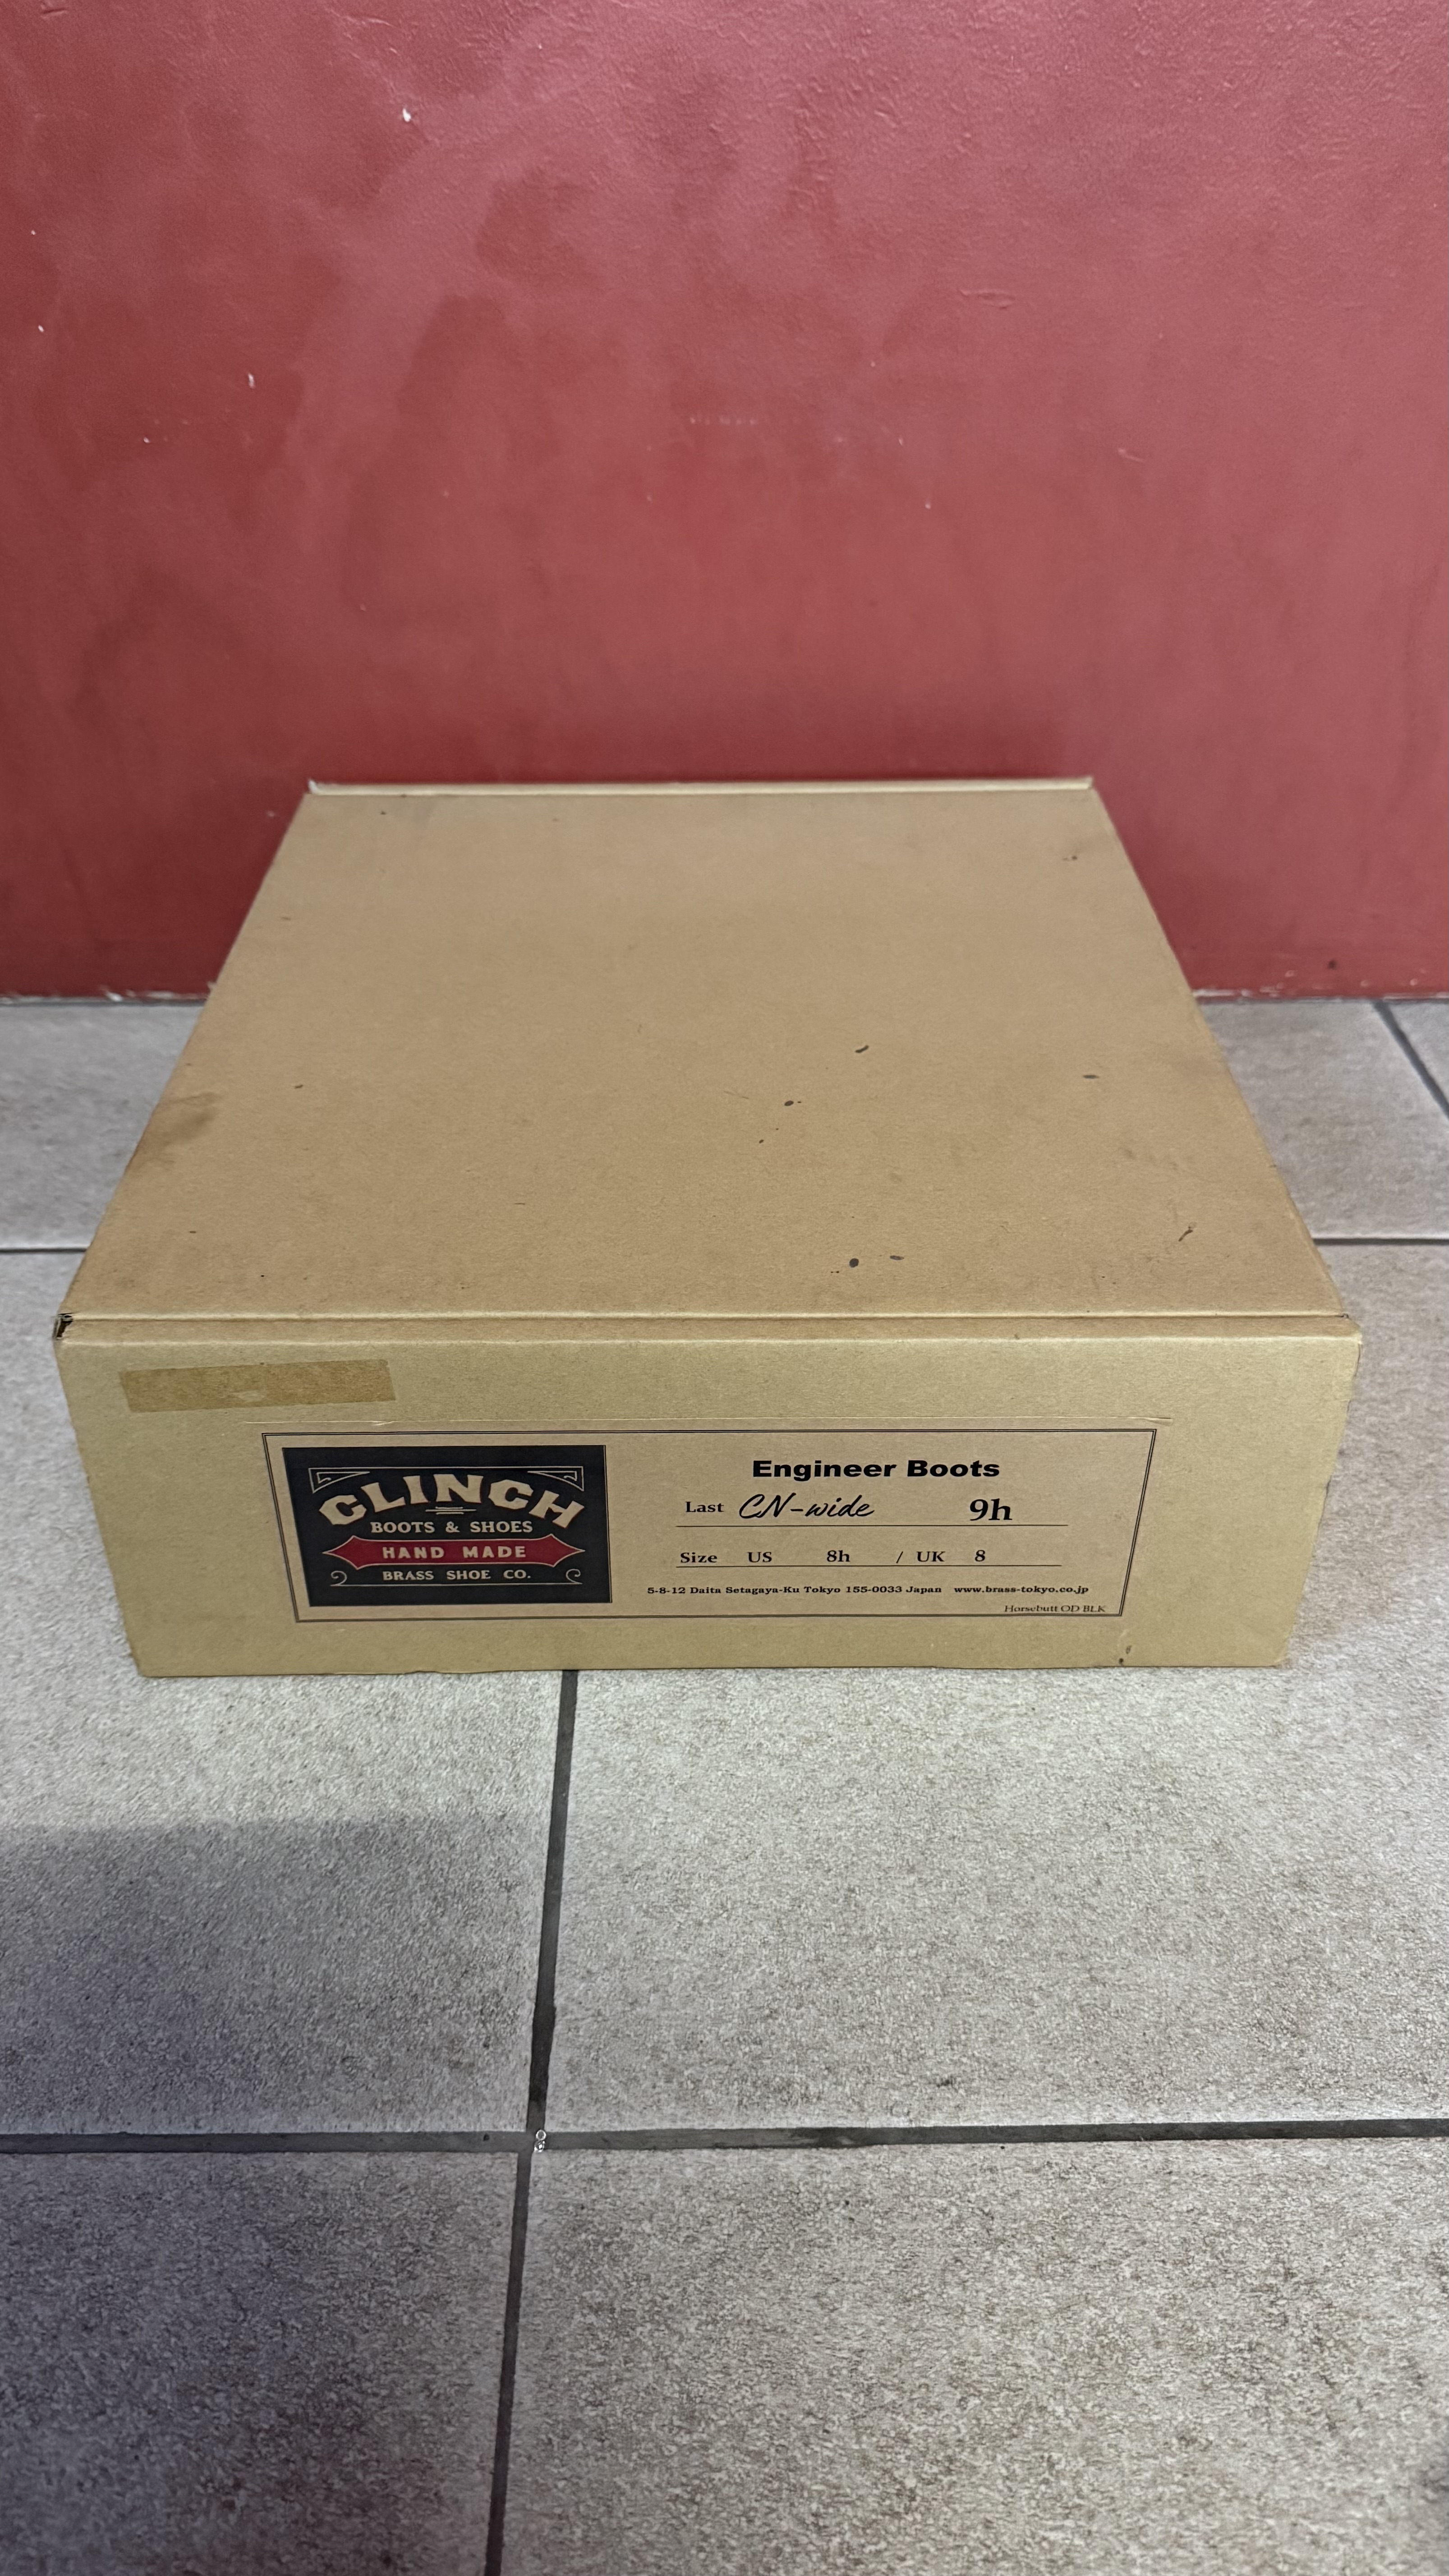 CLINCH
BOOTS & SHOES
HAND MADE
BRASS SHOE CO.
Engineer Boots
Last CN-wide 9h
Size US 8h / UK 8
5-8-12 Daita Setagaya-Ku Tokyo 155-0033 Japan www.brass-tokyo.co.jp
Horsebutt OD BLK